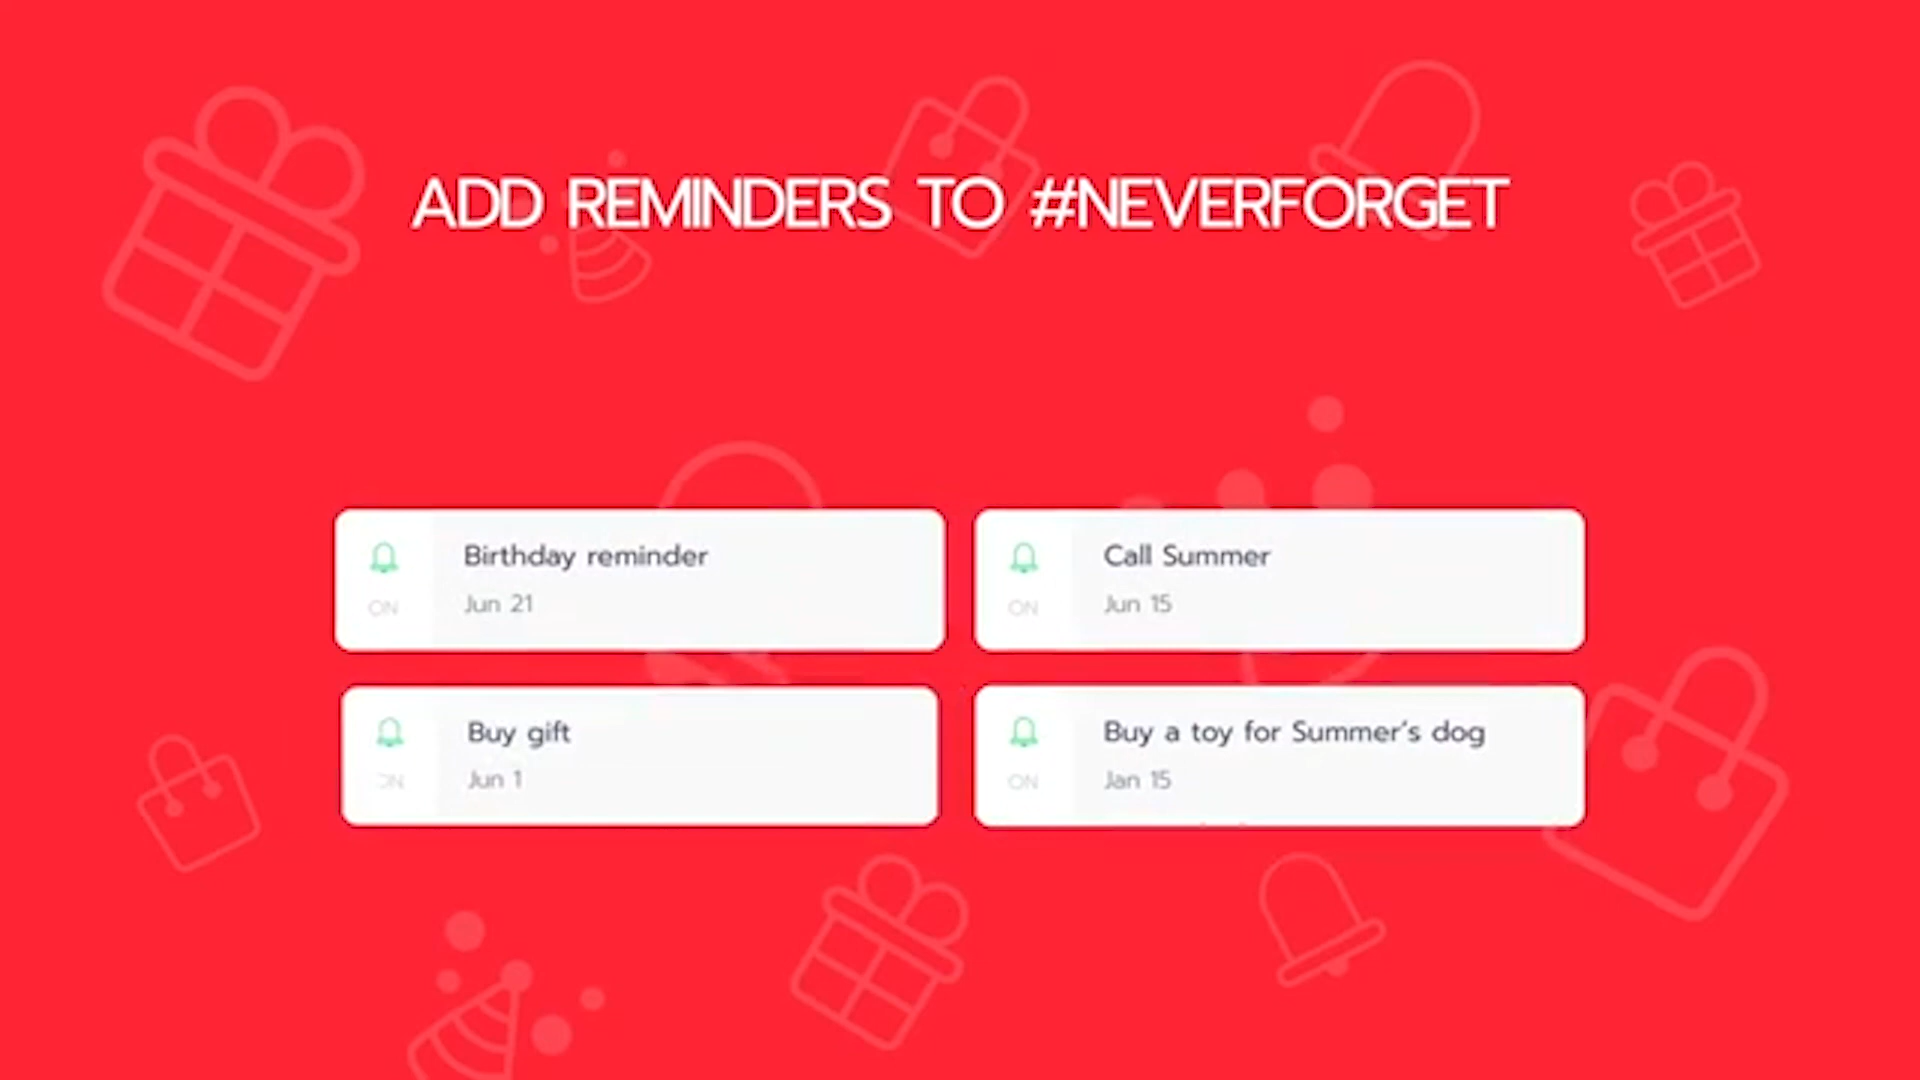 ADD REMINDERS TO #NEVERFORGET
Birthday reminder
Jun 21
ON
Call Summer
Jun 15
ON
Buy gift
Jun 1
ON
Buy a toy for Summer's dog
Jan 15
ON